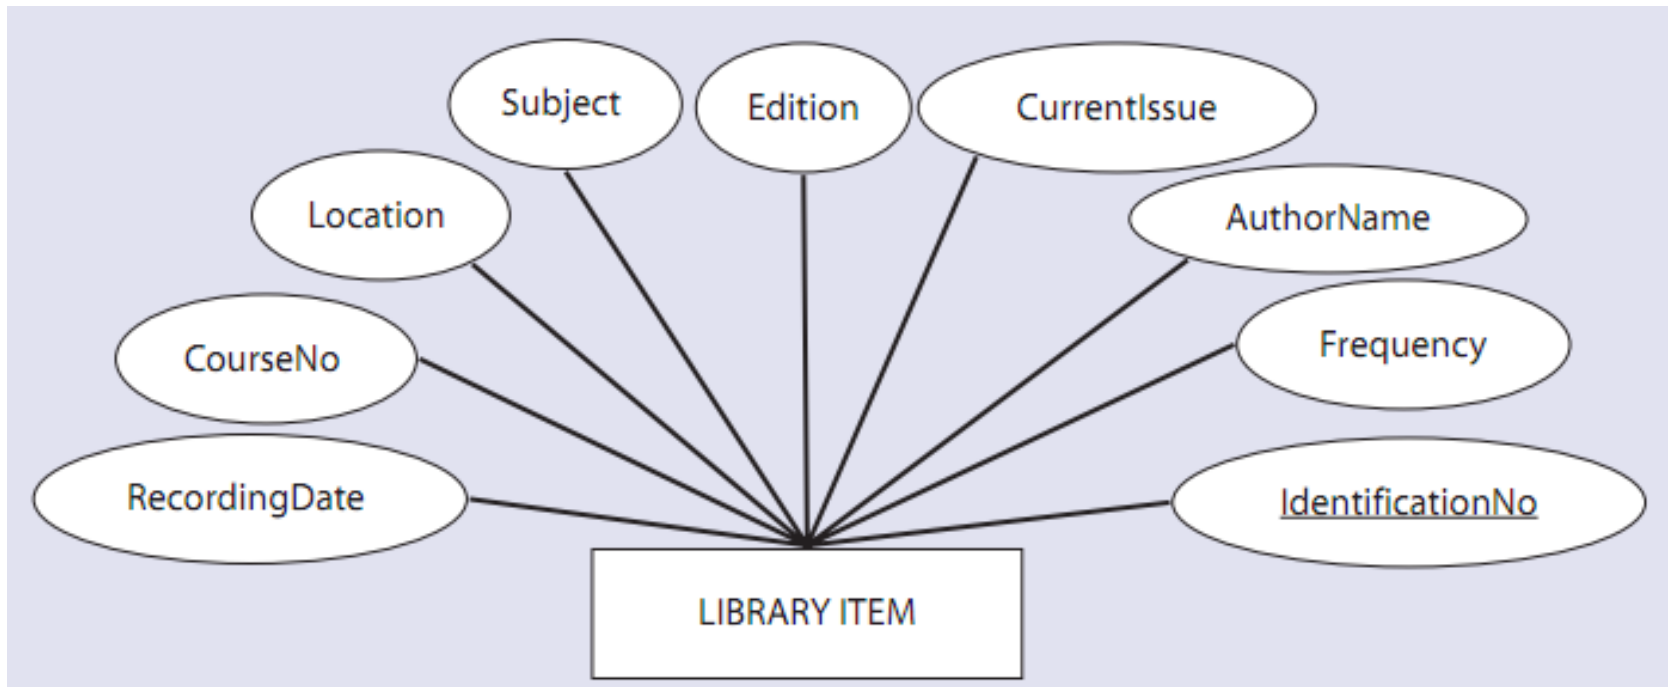 Subject
Edition
CurrentIssue
Location
AuthorName
CourseNo
Frequency
RecordingDate
IdentificationNo
LIBRARY ITEM